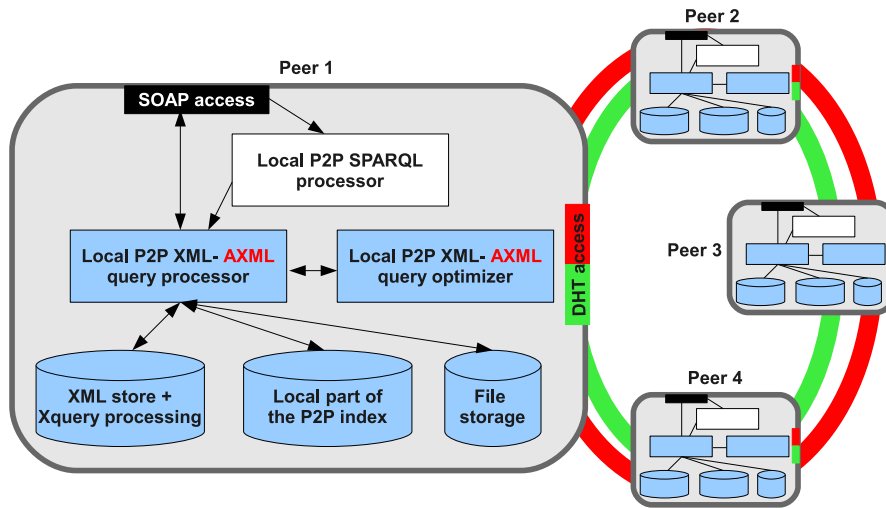 Peer 1
SOAP access
Local P2P SPARQL
processor
Local P2P XML- AXML
query processor
Local P2P XML- AXML
query optimizer
XML store +
Xquery processing
Local part of
the P2P index
File
storage
DHT access
Peer 2
Peer 3
Peer 4